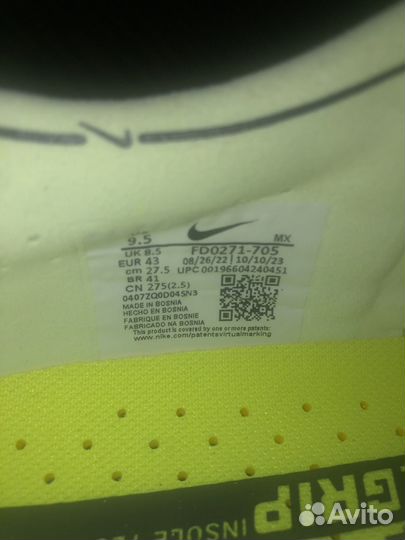 9.5
UK 8.5
EUR 43
cm 27.5
BR 41
CN 275(2.5)
0407ZQ0D04SN3
MADE IN BOSNIA
HECHO EN BOSNIA
FABRIQUE EN BOSNIE
FABRICADO NA BOSNIA
MX
FD0271-705
08/26/22 | 10/10/23
UPC 00196604240451
This product is covered by one or more patents:
www.nike.com/patentsvirtualmarking
GRIP
INSOLE
Avito